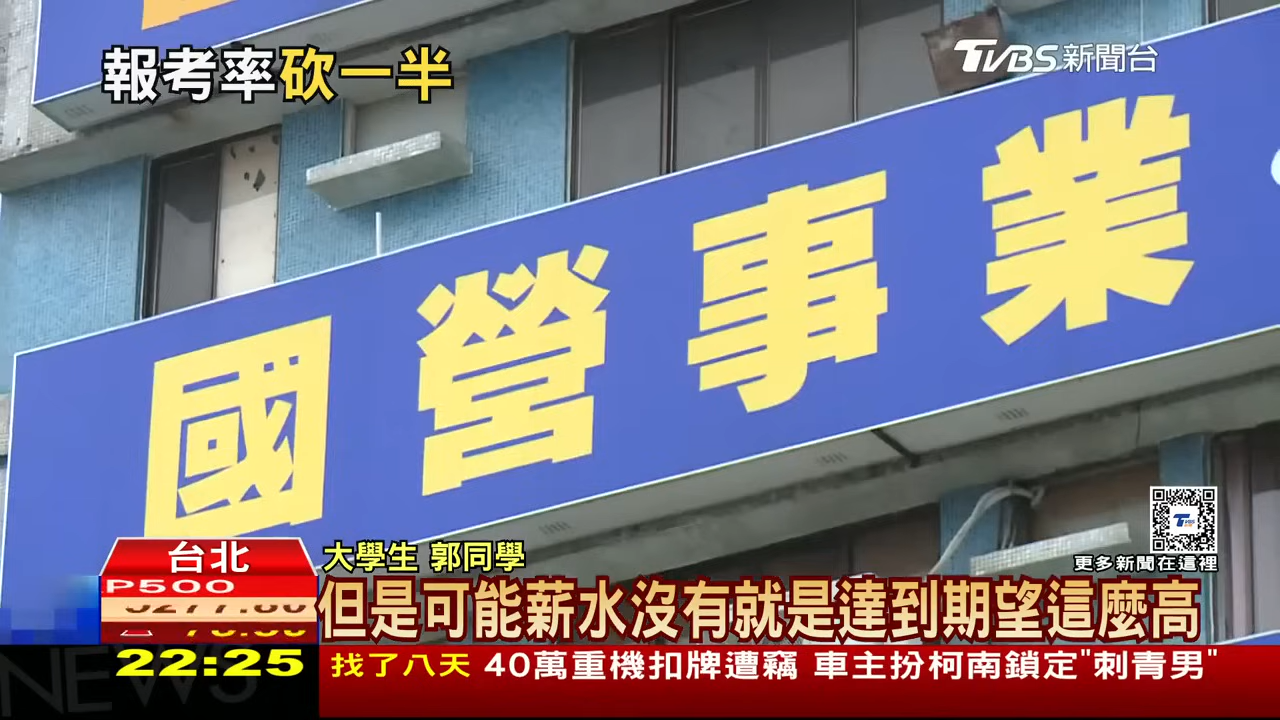 報考率砍一半
TVBS新聞台
國營事業
更多新聞在這裡
台北
大學生 郭同學
P500
但是可能薪水沒有就是達到期望這麼高
22:25
找了八天 40萬重機扣牌遭竊 車主扮柯南鎖定"刺青男"
NEWS